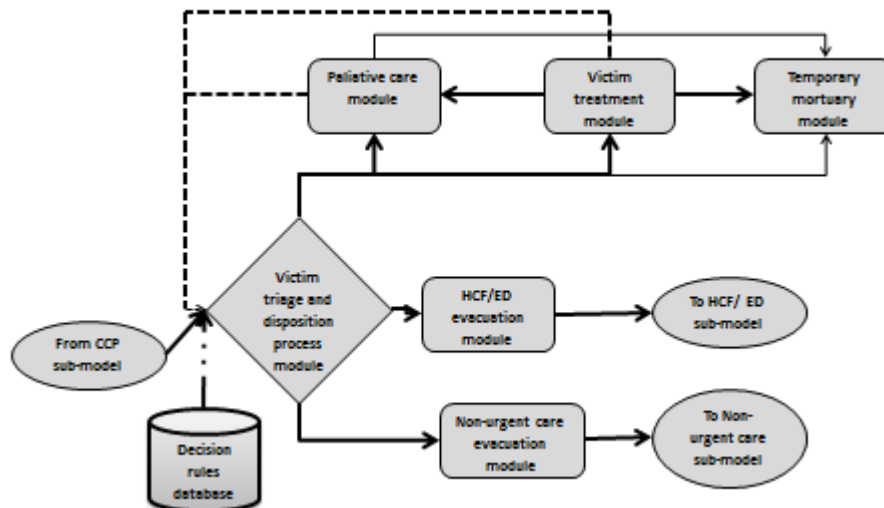 Paliative care
module
Victim
treatment
module
Temporary
mortuary
module
Victim
triage and
disposition
process
module
HCF/ED
evacuation
module
To HCF/ ED
sub-model
From CCP
sub-model
Non-urgent care
evacuation
module
To Non-
urgent care
sub-model
Decision
rules
database